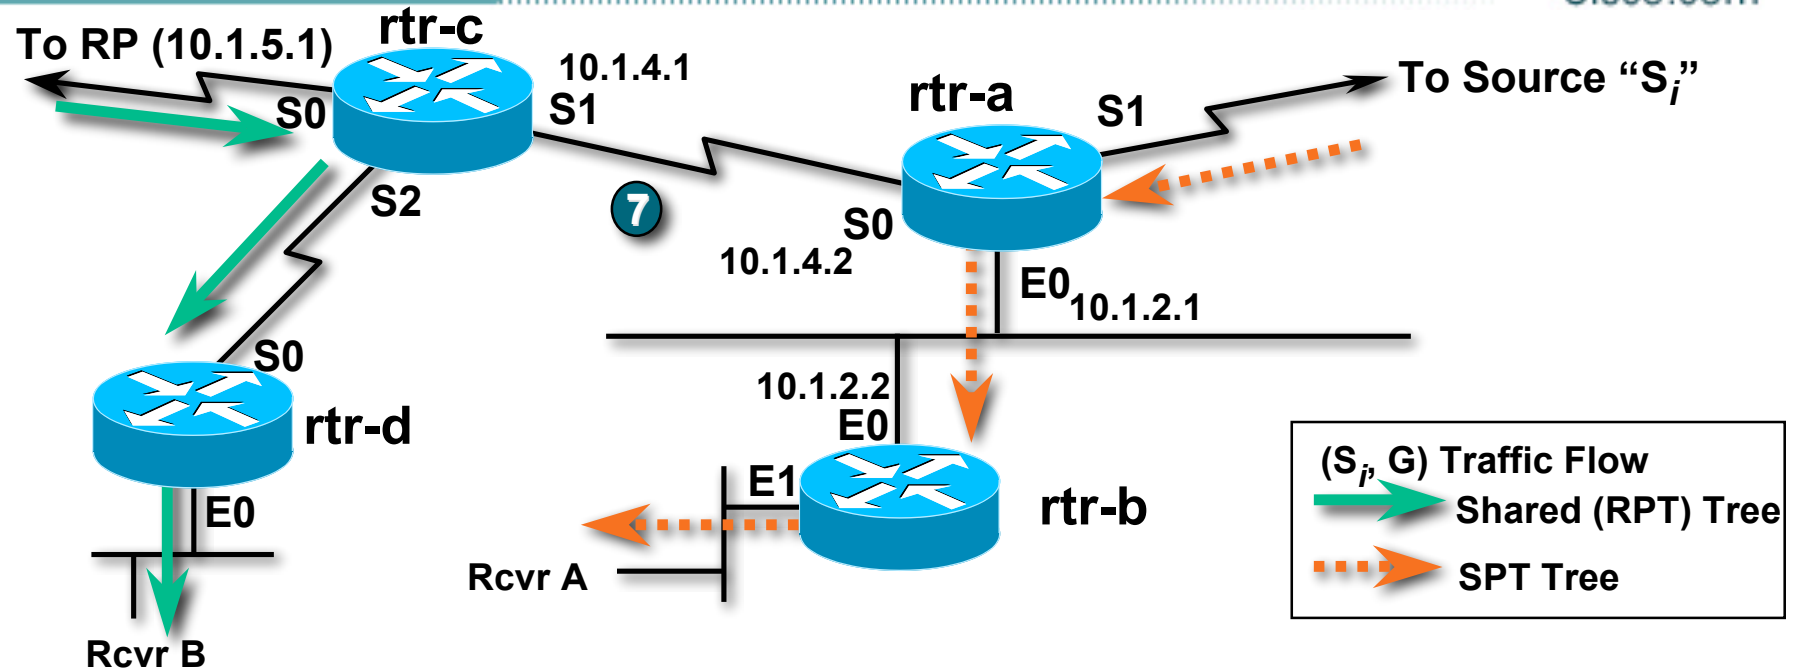 rtr-c
To RP (10.1.5.1)
10.1.4.1
S0
S1
S2
rtr-a
S1
To Source “Si”
7
S0
10.1.4.2
E0
10.1.2.1
S0
rtr-d
10.1.2.2
E0
E1
rtr-b
E0
Rcvr A
Rcvr B
(Si, G) Traffic Flow
Shared (RPT) Tree
SPT Tree